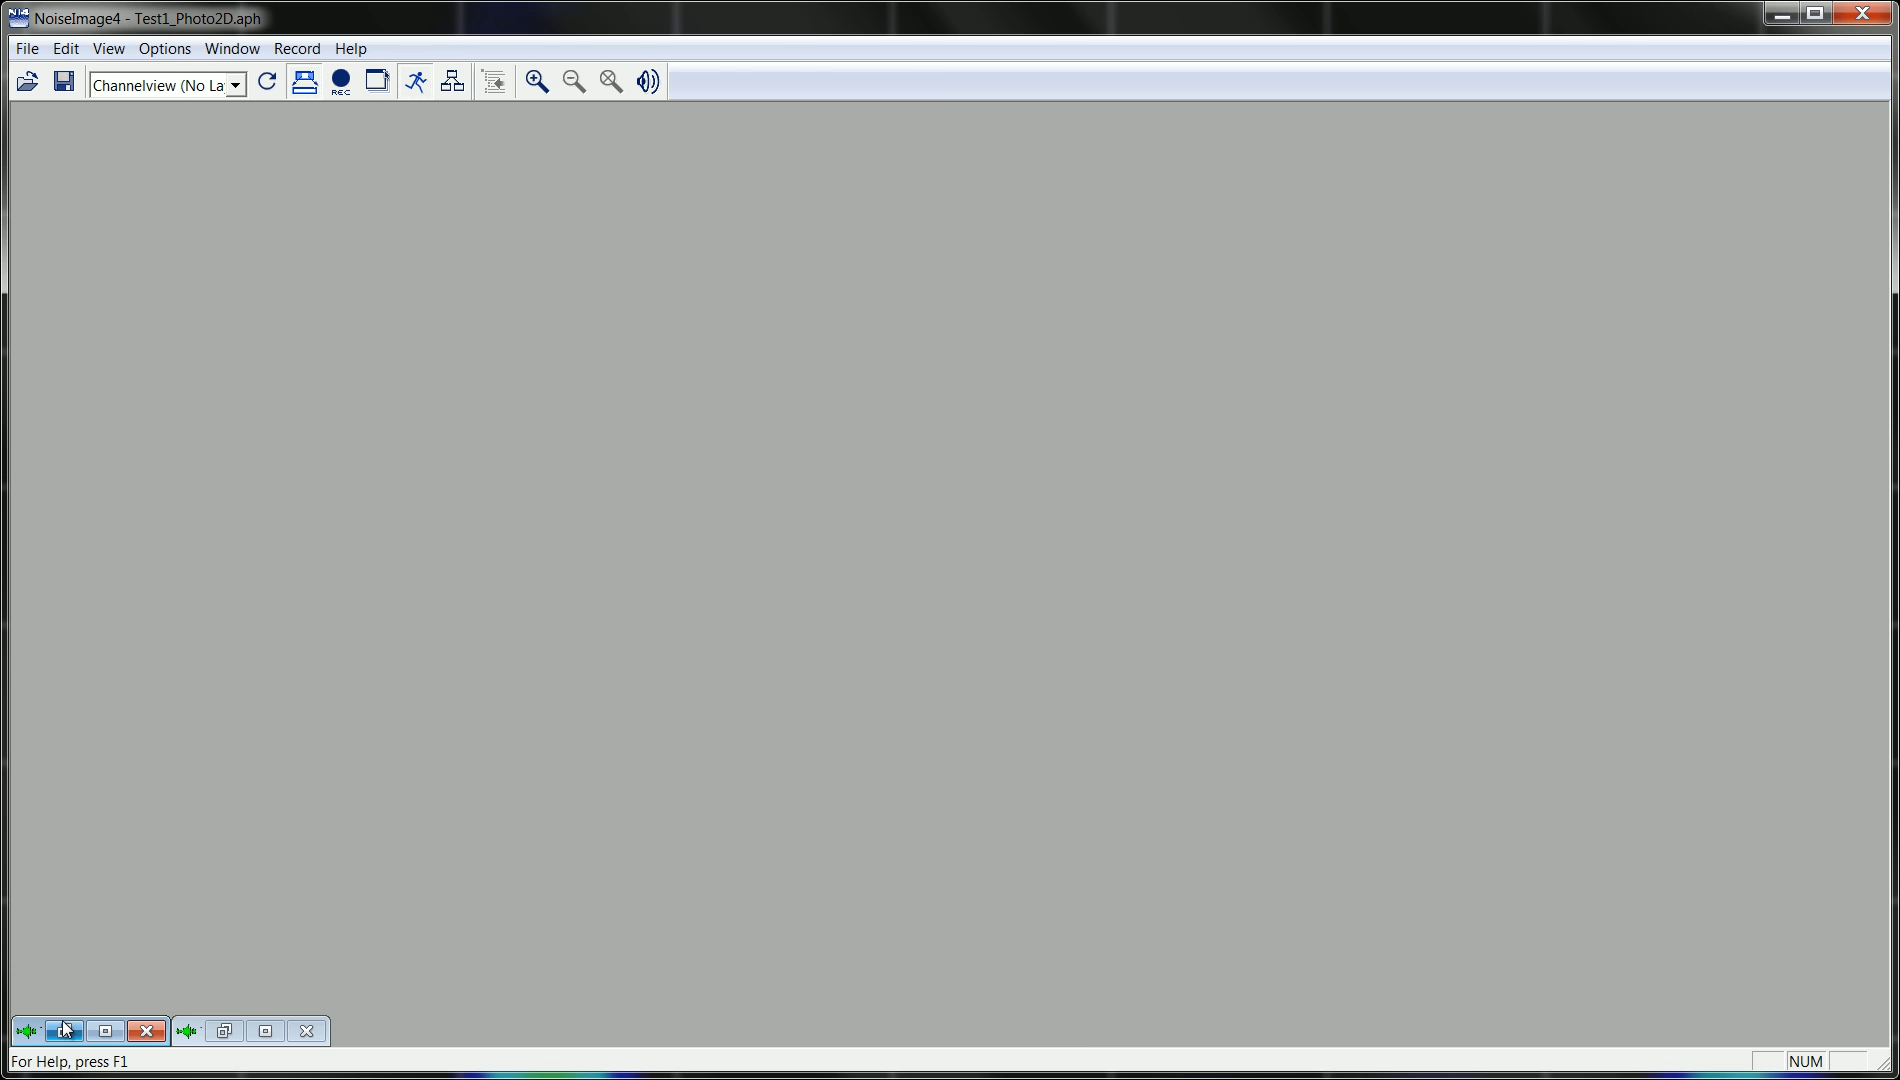 NoiseImage4 - Test1_Photo2D.aph
File Edit View Options Window Record Help
Channelview (No La
REC
For Help, press F1
NUM